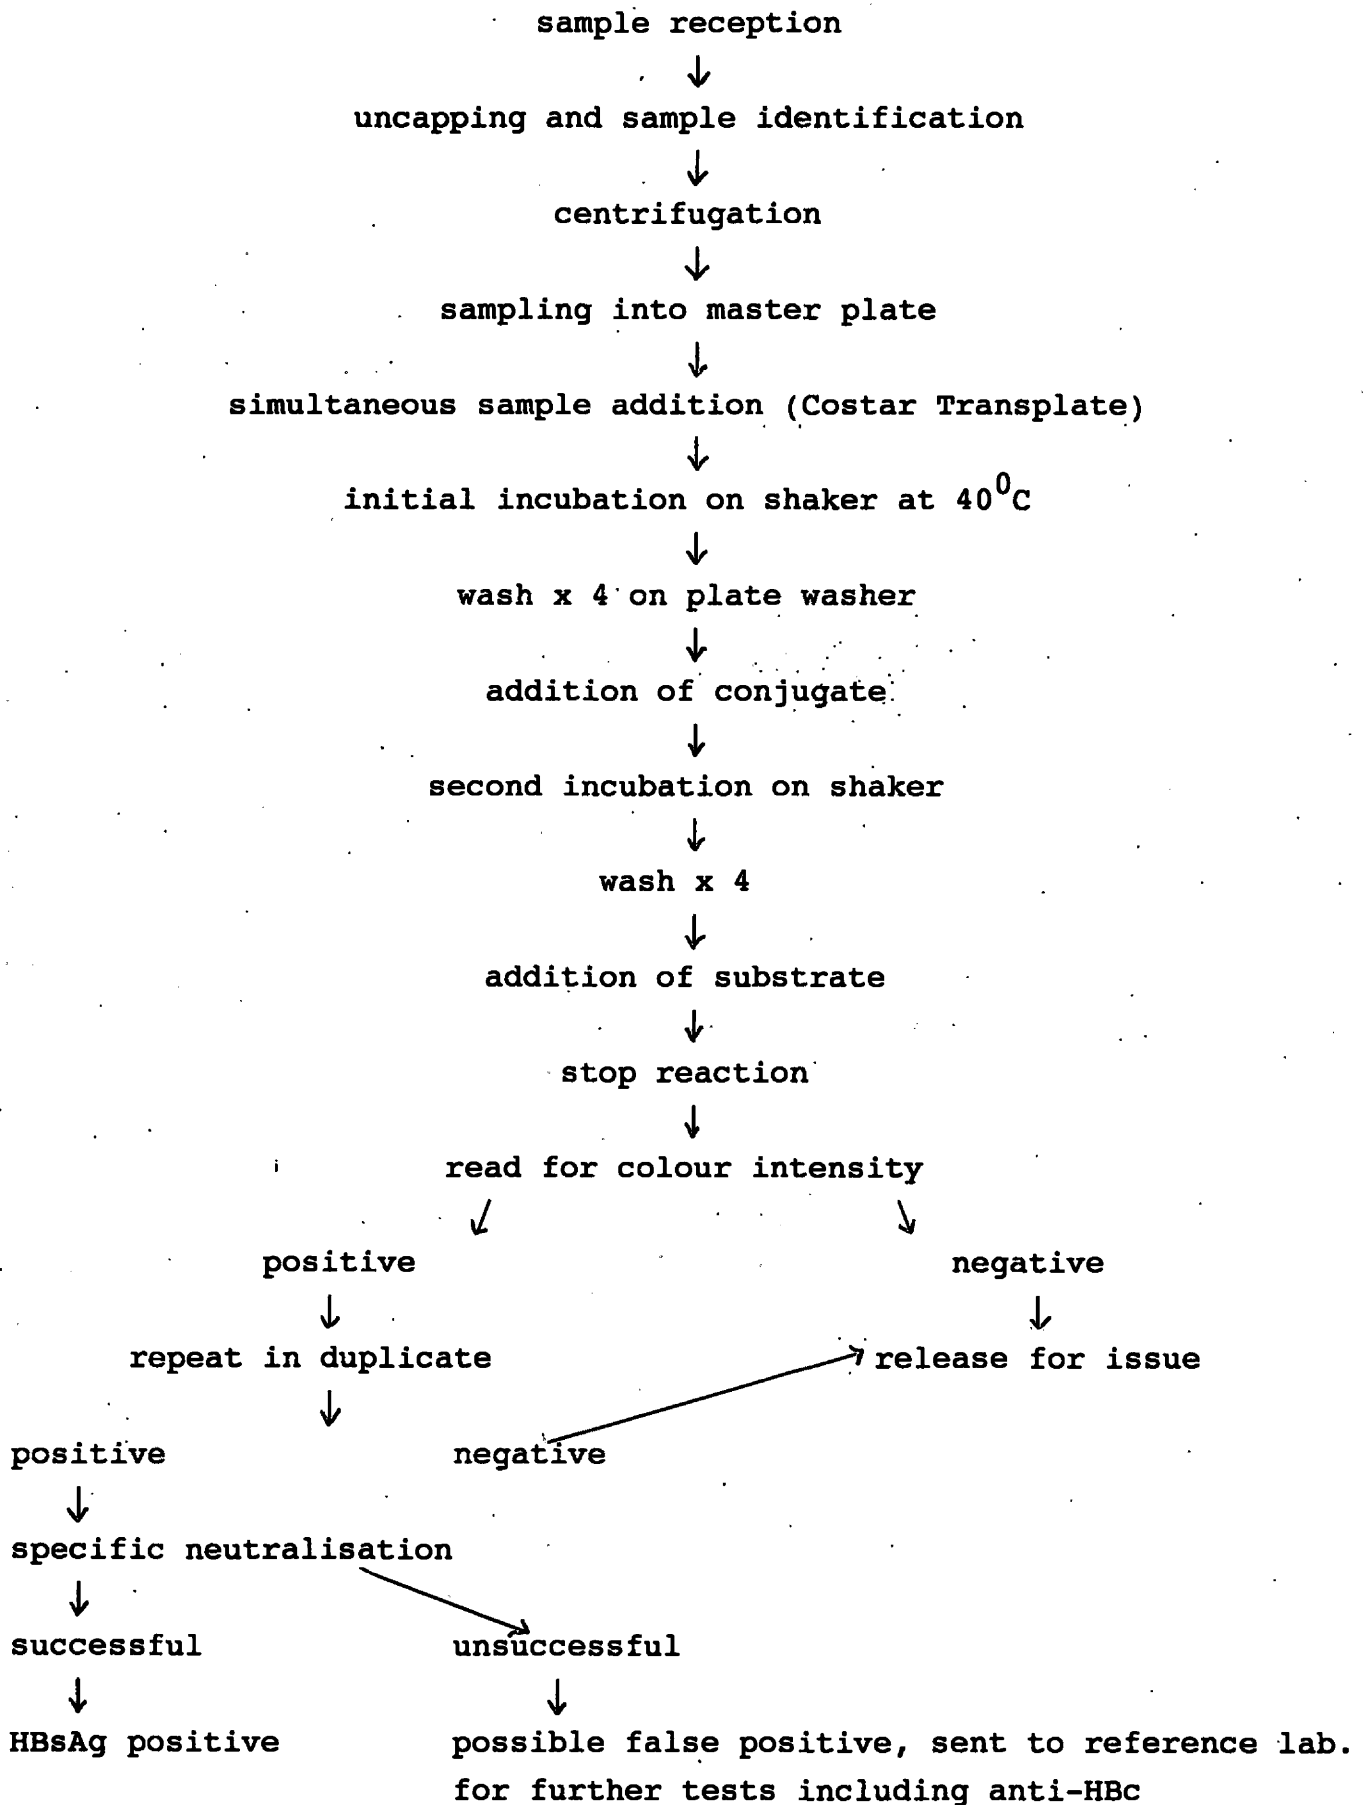 sample reception
uncapping and sample identification
centrifugation
sampling into master plate
simultaneous sample addition (Costar Transplate)
initial incubation on shaker at 40⁰C
wash x 4 on plate washer
addition of conjugate
second incubation on shaker
wash x 4
addition of substrate
stop reaction
read for colour intensity
positive negative
repeat in duplicate release for issue
positive negative
specific neutralisation
successful unsuccessful
HBsAg positive possible false positive, sent to reference lab.
for further tests including anti-HBc